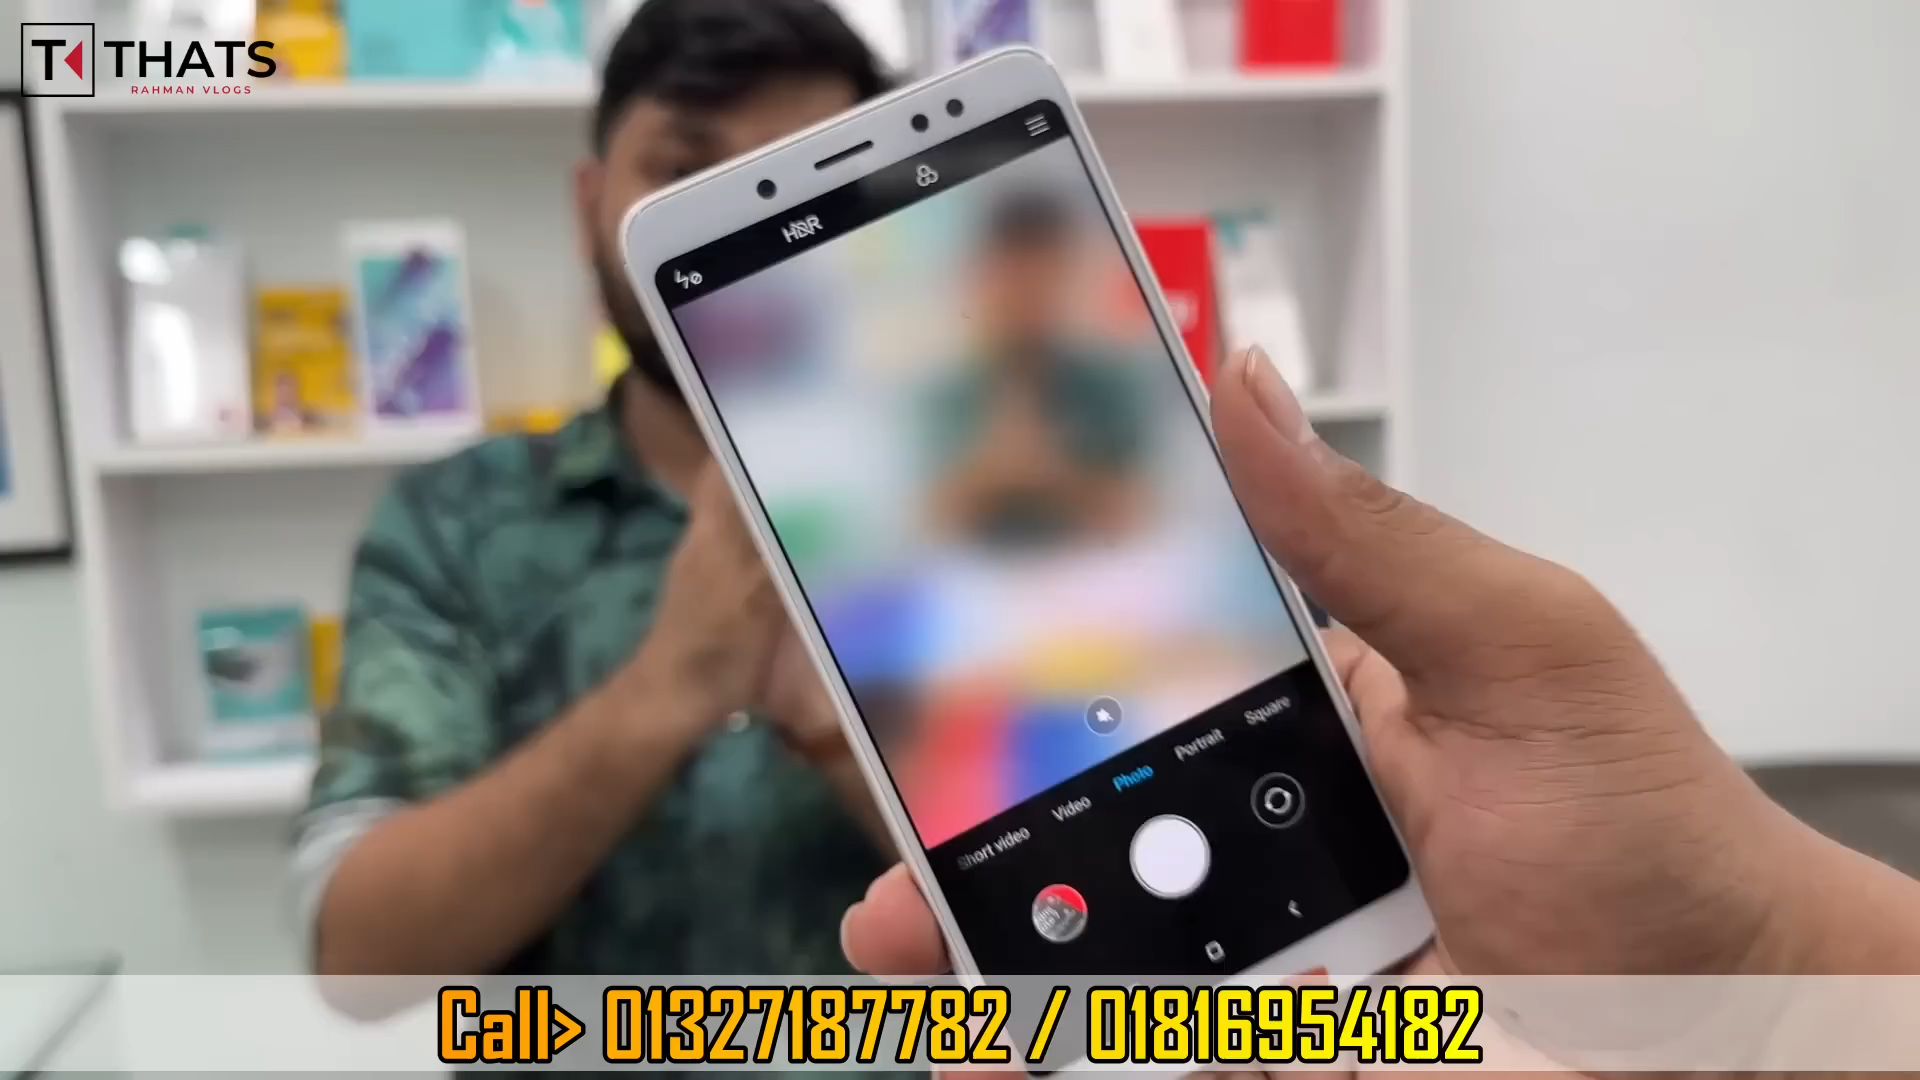 THATS
RAHMAN VLOGS
HDR
Short video
Video
Photo
Portrait
Square
Call> 01327187782 / 01816954182